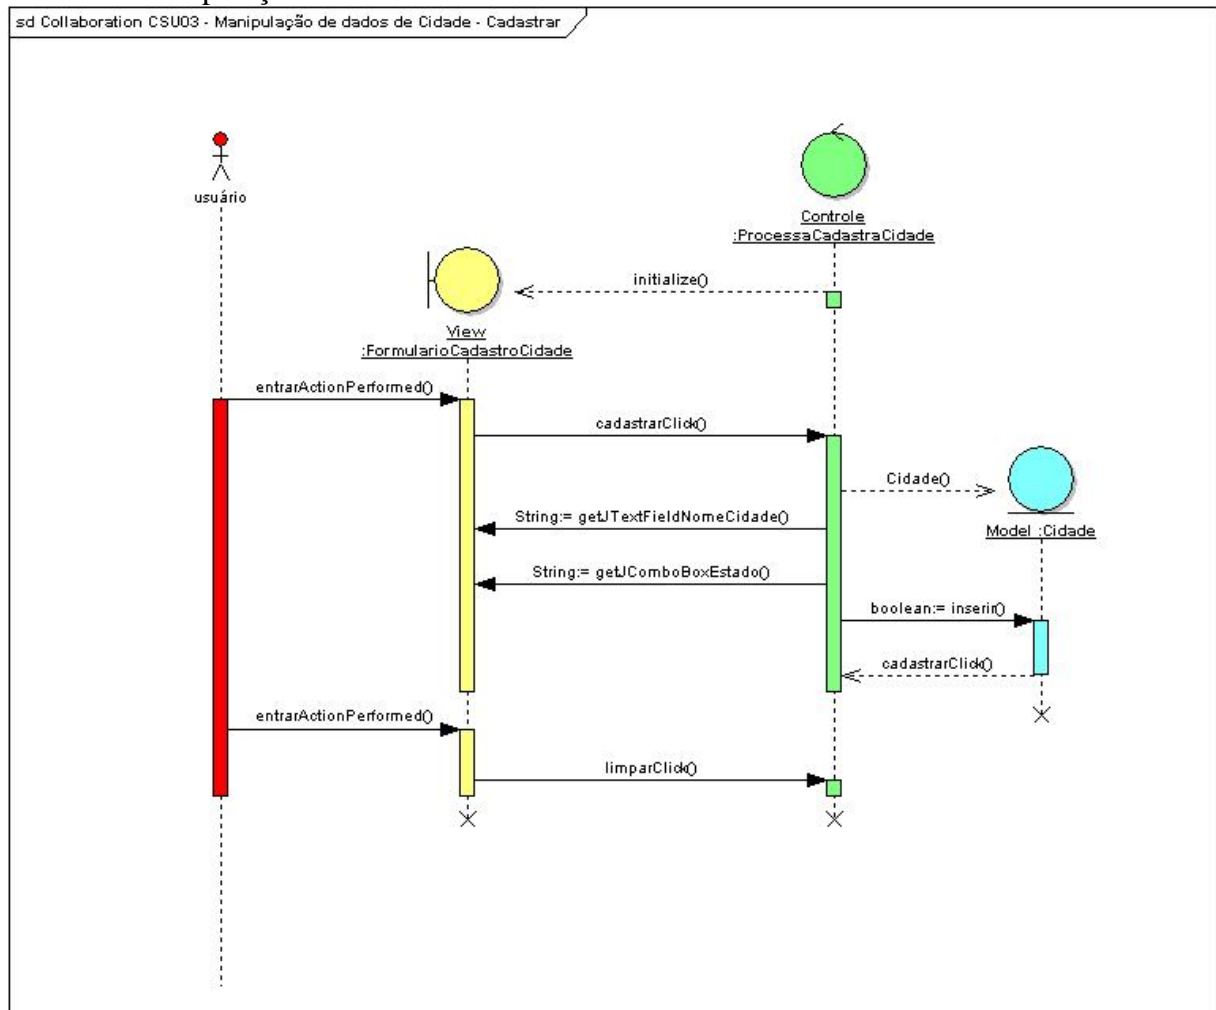 sd Collaboration CSU03 - Manipulação de dados de Cidade - Cadastrar
usuário
Controle
:ProcessaCadastraCidade
initialize()
View
:FormularioCadastroCidade
entrarActionPerformed()
cadastrarClick()
Cidade()
String:= getJTextFieldNomeCidade()
Model :Cidade
String:= getJComboBoxEstado()
boolean:= inserir()
cadastrarClick()
entrarActionPerformed()
limparClick()